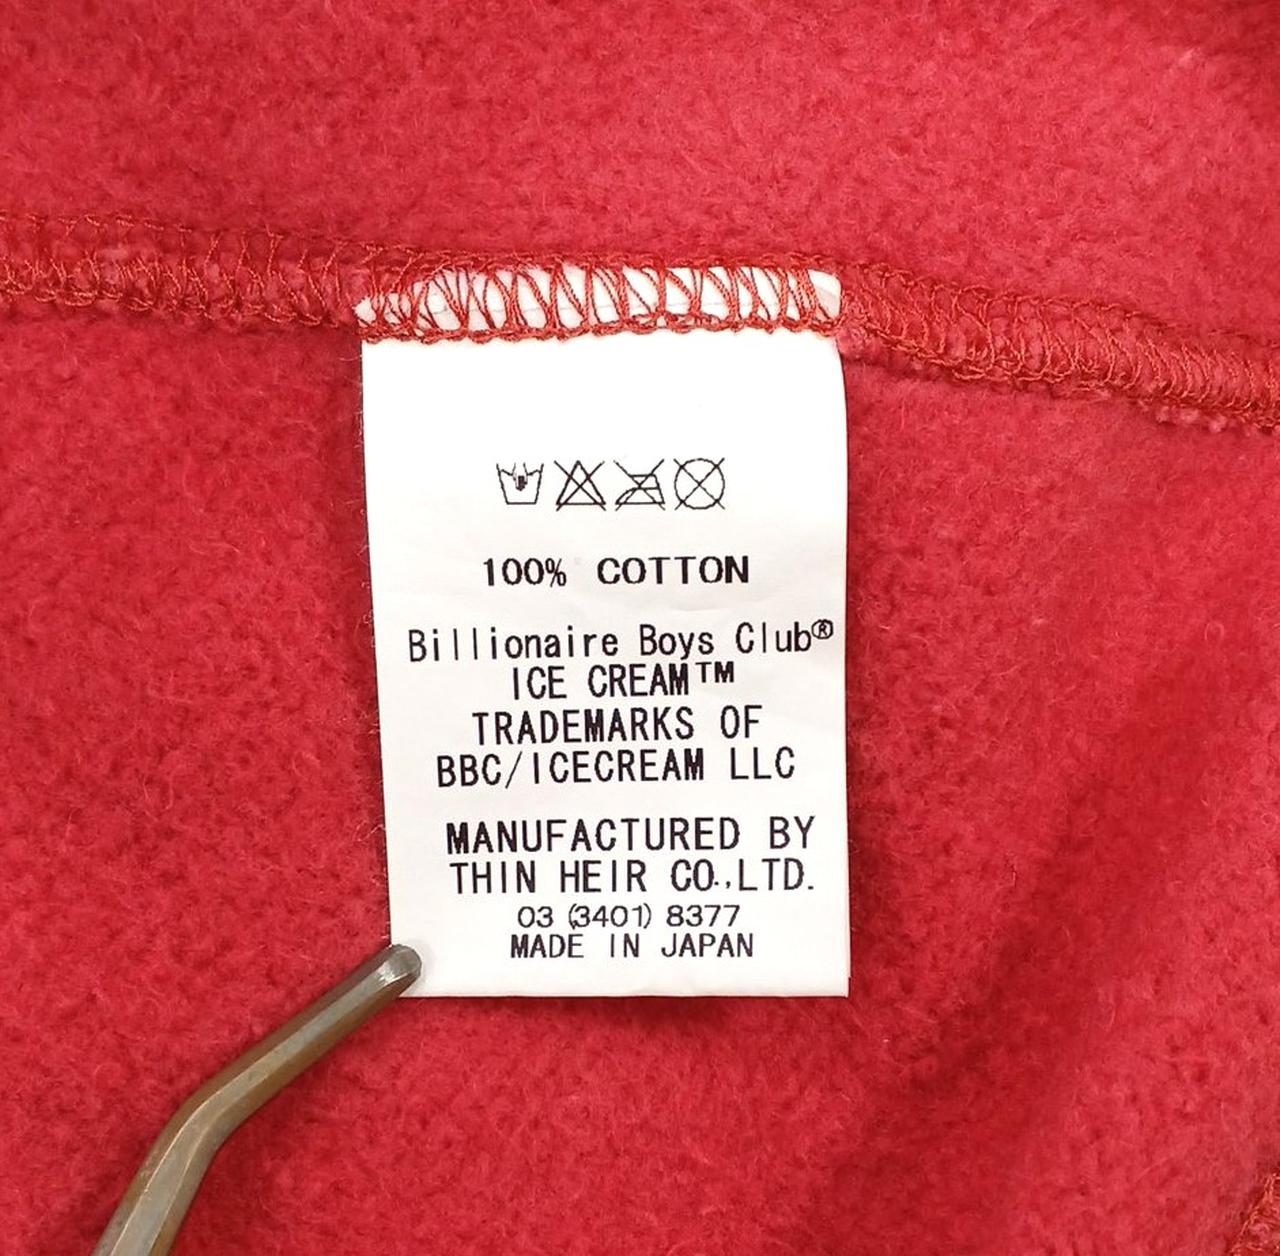 100% COTTON
Billionaire Boys Club®
ICE CREAM™
TRADEMARKS OF
BBC/ICECREAM LLC
MANUFACTURED BY
THIN HEIR CO.,LTD.
03 (3401) 8377
MADE IN JAPAN